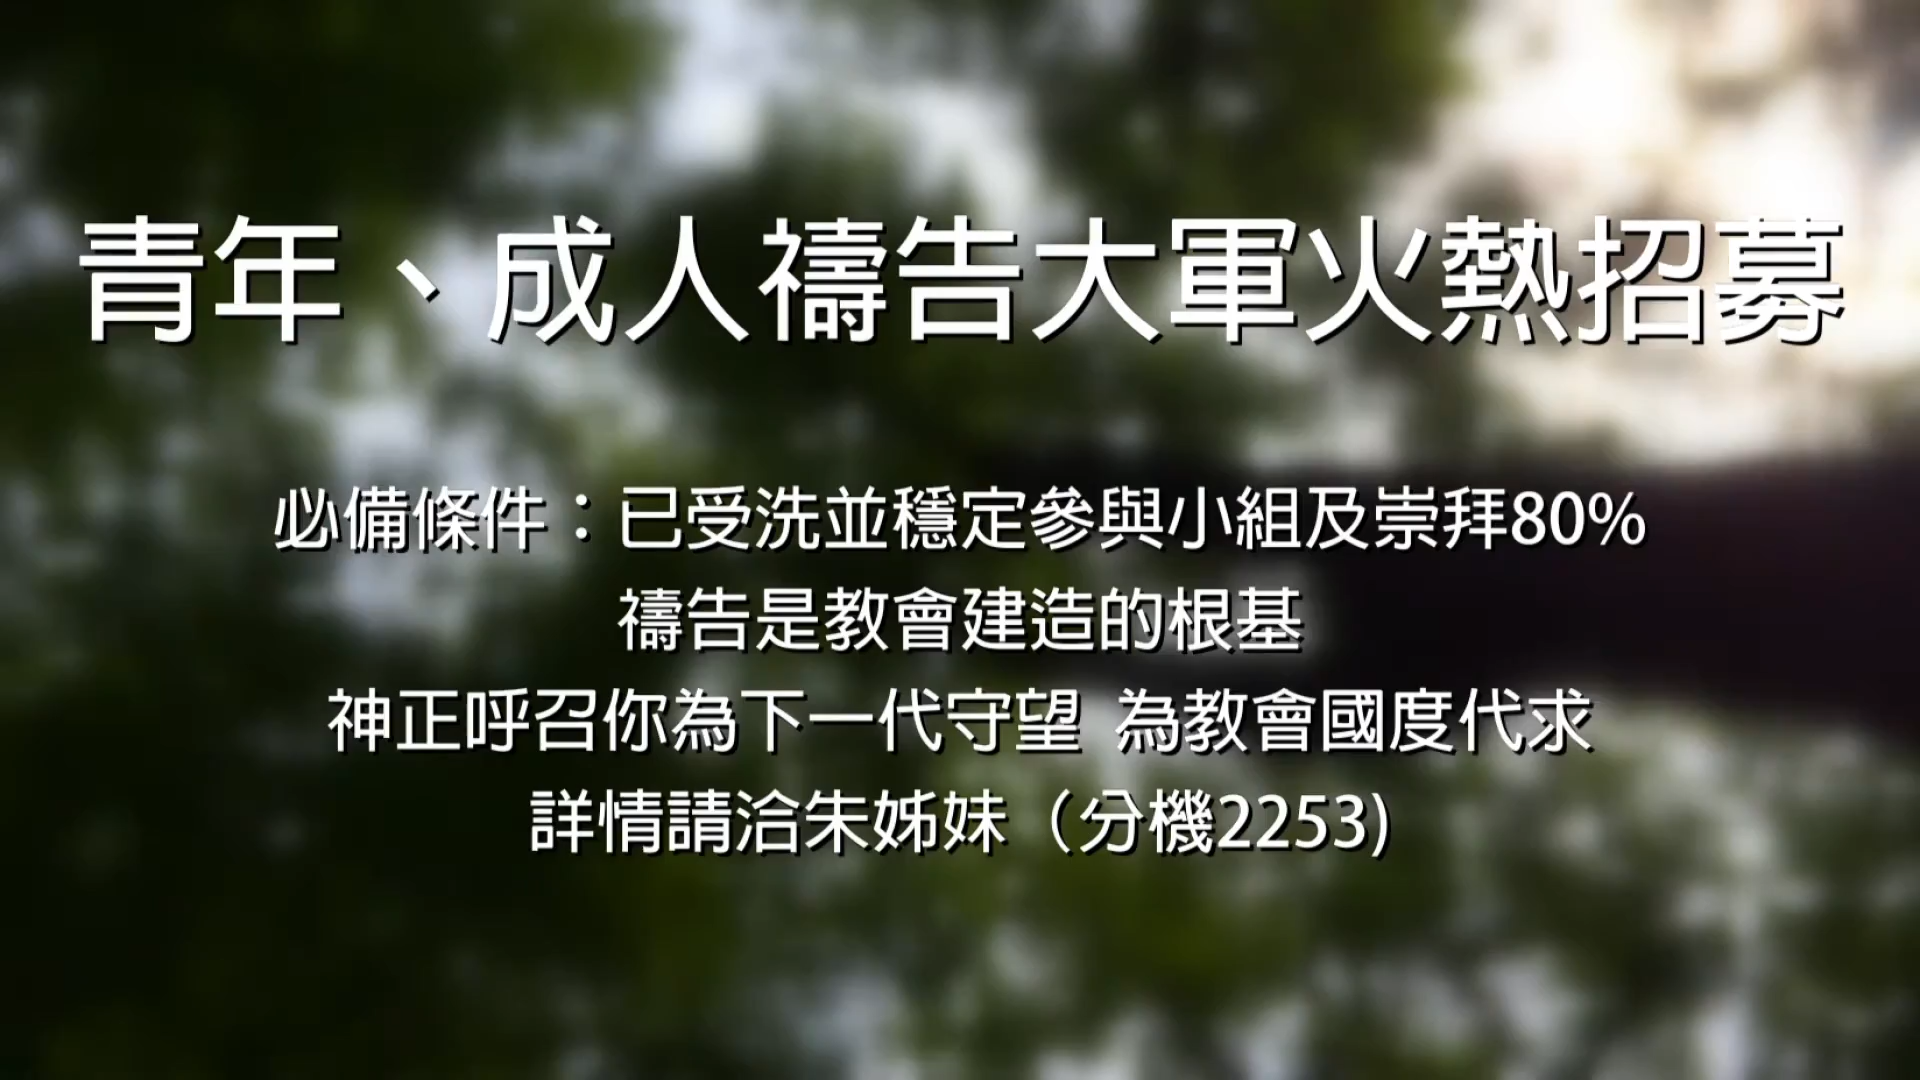 青年、成人禱告大軍火熱招募
必備條件：已受洗並穩定參與小組及崇拜80%
禱告是教會建造的根基
神正呼召你為下一代守望 為教會國度代求
詳情請洽朱姊妹（分機2253)